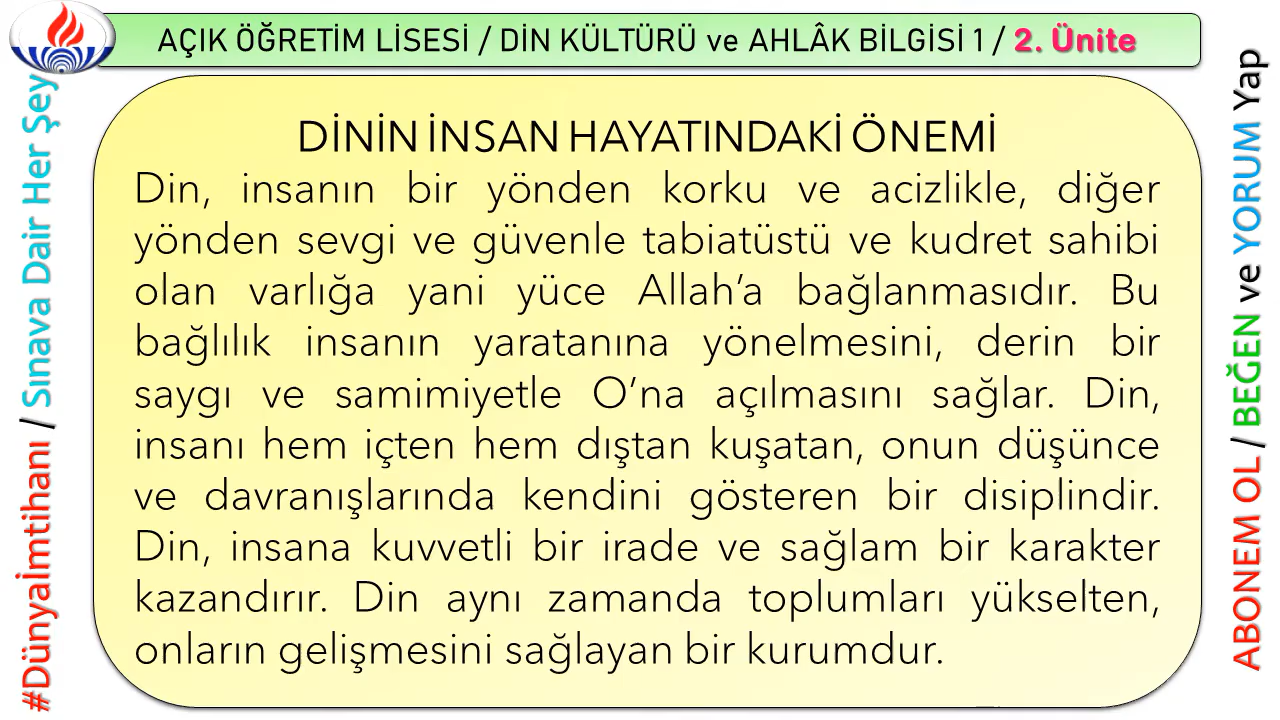 AÇIK ÖĞRETİM LİSESİ / DİN KÜLTÜRÜ ve AHLÂK BİLGİSİ 1 / 2. Ünite
#Dünyaİmtihanı / Sınava Dair Her Şey
DİNİN İNSAN HAYATINDAKİ ÖNEMİ
Din, insanın bir yönden korku ve acizlikle, diğer
yönden sevgi ve güvenle tabiatüstü ve kudret sahibi
olan varlığa yani yüce Allah’a bağlanmasıdır. Bu
bağlılık insanın yaratanına yönelmesini, derin bir
saygı ve samimiyetle O’na açılmasını sağlar. Din,
insanı hem içten hem dıştan kuşatan, onun düşünce
ve davranışlarında kendini gösteren bir disiplindir.
Din, insana kuvvetli bir irade ve sağlam bir karakter
kazandırır. Din aynı zamanda toplumları yükselten,
onların gelişmesini sağlayan bir kurumdur.
ABONEM OL / BEĞEN ve YORUM Yap